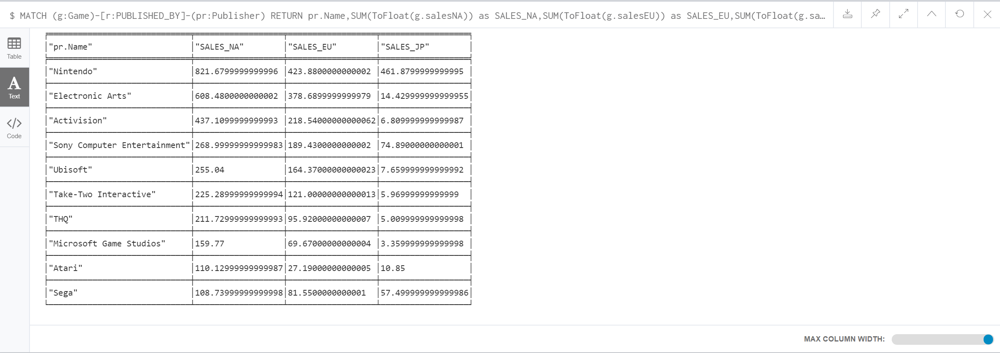 $ MATCH (g:Game)-[r:PUBLISHED_BY]-(pr:Publisher) RETURN pr.Name,SUM(ToFloat(g.salesNA)) as SALES_NA,SUM(ToFloat(g.salesEU)) as SALES_EU,SUM(ToFloat(g.sa…
Table
Text
Code
"pr.Name" "SALES_NA" "SALES_EU" "SALES_JP"
"Nintendo" 821.6799999999996 423.8800000000002 461.8799999999995
"Electronic Arts" 608.4800000000002 378.6899999999979 14.429999999999955
"Activision" 437.1099999999993 218.54000000000062 6.809999999999987
"Sony Computer Entertainment" 268.99999999999983 189.4300000000002 74.89000000000001
"Ubisoft" 255.04 164.37000000000023 7.659999999999992
"Take-Two Interactive" 225.28999999999994 121.00000000000013 5.96999999999999
"THQ" 211.72999999999993 95.92000000000007 5.009999999999998
"Microsoft Game Studios" 159.77 69.67000000000004 3.359999999999998
"Atari" 110.12999999999987 27.19000000000005 10.85
"Sega" 108.73999999999998 81.5500000000001 57.499999999999986
MAX COLUMN WIDTH: